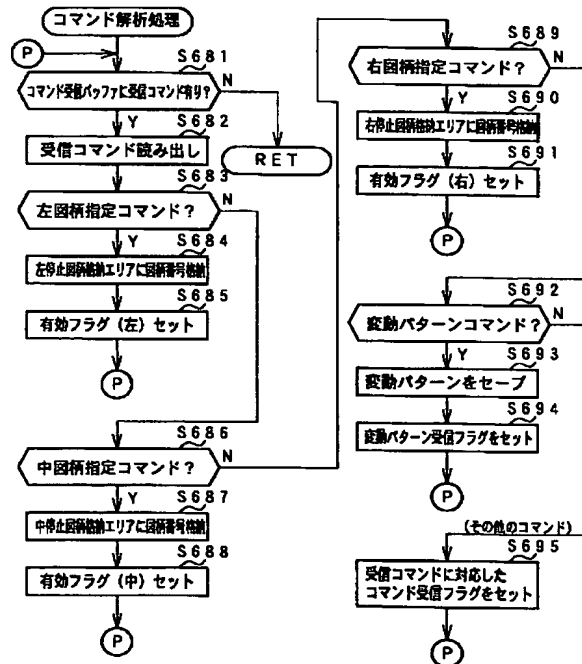 コマンド解析処理
P
S681
コマンド受信バッファに受信コマンド有り？
N
Y
S682
受信コマンド読み出し
RET
S683
左図柄指定コマンド？
N
Y
S684
左停止図柄格納エリアに図柄番号格納
S685
有効フラグ（左）セット
P
S686
中図柄指定コマンド？
N
Y
S687
中停止図柄格納エリアに図柄番号格納
S688
有効フラグ（中）セット
P
S689
右図柄指定コマンド？
N
Y
S690
右停止図柄格納エリアに図柄番号格納
S691
有効フラグ（右）セット
P
S692
変動パターンコマンド？
N
Y
S693
変動パターンをセーブ
S694
変動パターン受信フラグをセット
P
（その他のコマンド）
S695
受信コマンドに対応した
コマンド受信フラグをセット
P